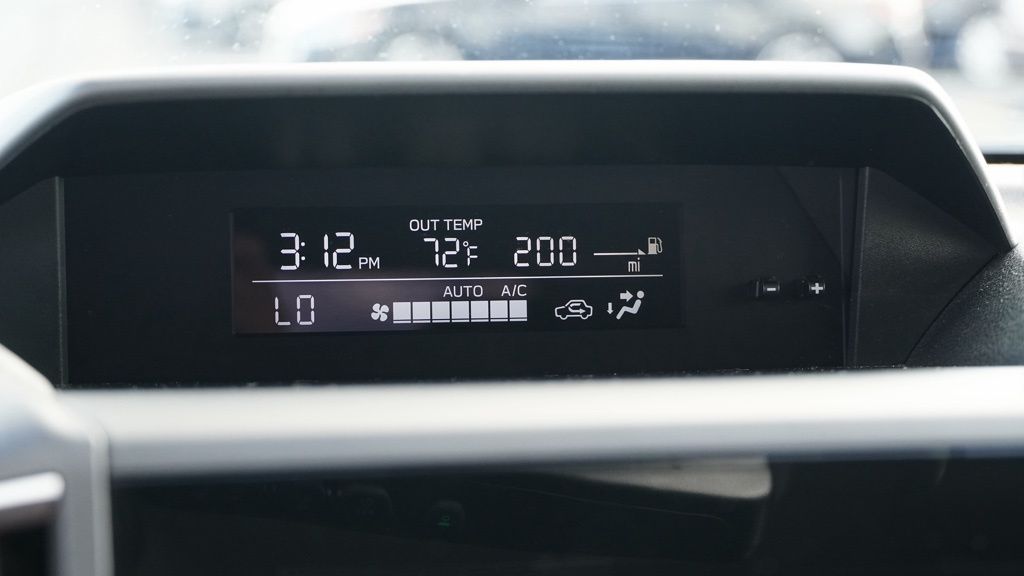 OUT TEMP
3:12 PM 72°F 200 mi
AUTO A/C
LO
- +